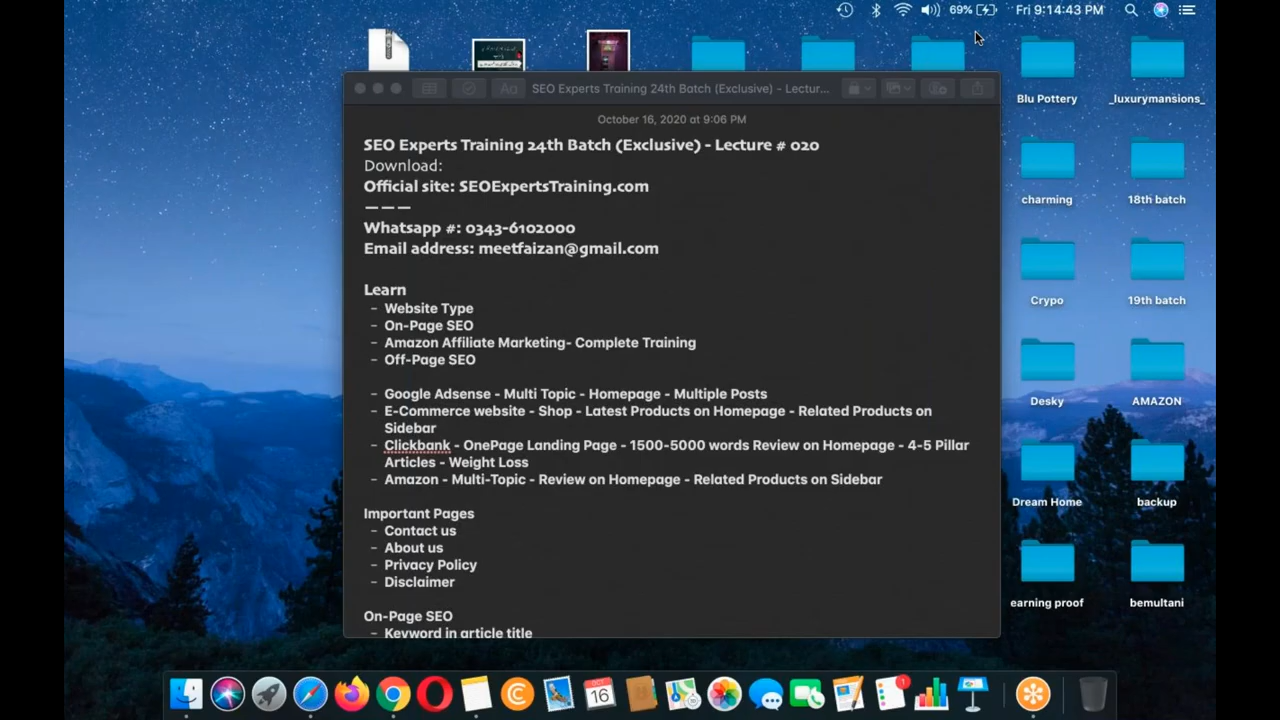 69%
Fri 9:14:43 PM
SEO Experts Training 24th Batch (Exclusive) - Lectur...
October 16, 2020 at 9:06 PM
SEO Experts Training 24th Batch (Exclusive) - Lecture # 020
Download:
Official site: SEOExpertsTraining.com
———
Whatsapp #: 0343-6102000
Email address: meetfaizan@gmail.com
Learn
- Website Type
- On-Page SEO
- Amazon Affiliate Marketing- Complete Training
- Off-Page SEO
- Google Adsense - Multi Topic - Homepage - Multiple Posts
- E-Commerce website - Shop - Latest Products on Homepage - Related Products on
Sidebar
- Clickbank - OnePage Landing Page - 1500-5000 words Review on Homepage - 4-5 Pillar
Articles - Weight Loss
- Amazon - Multi-Topic - Review on Homepage - Related Products on Sidebar
Important Pages
- Contact us
- About us
- Privacy Policy
- Disclaimer
On-Page SEO
- Keyword in article title
Blu Pottery
_luxurymansions_
charming
18th batch
Crypo
19th batch
Desky
AMAZON
Dream Home
backup
earning proof
bemultani
OCT
16
1